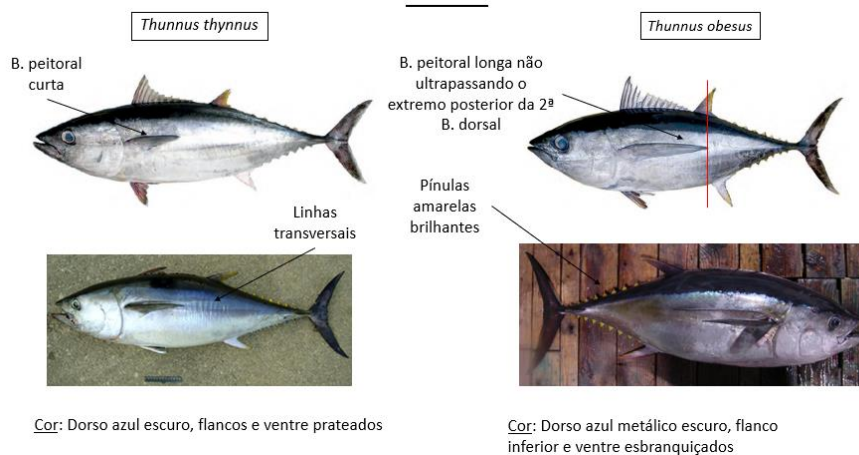 Thunnus thynnus
B. peitoral
curta
Linhas
transversais
Cor: Dorso azul escuro, flancos e ventre prateados
Thunnus obesus
B. peitoral longa não
ultrapassando o
extremo posterior da 2ª
B. dorsal
Pínulas
amarelas
brilhantes
Cor: Dorso azul metálico escuro, flanco
inferior e ventre esbranquiçados